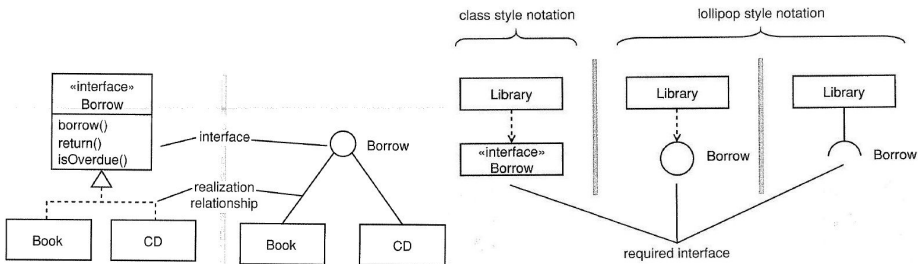 «interface»
Borrow
borrow()
return()
isOverdue()
interface
realization
relationship
Book
CD
Borrow
Book
CD
class style notation
lollipop style notation
Library
«interface»
Borrow
Library
Borrow
Library
Borrow
required interface